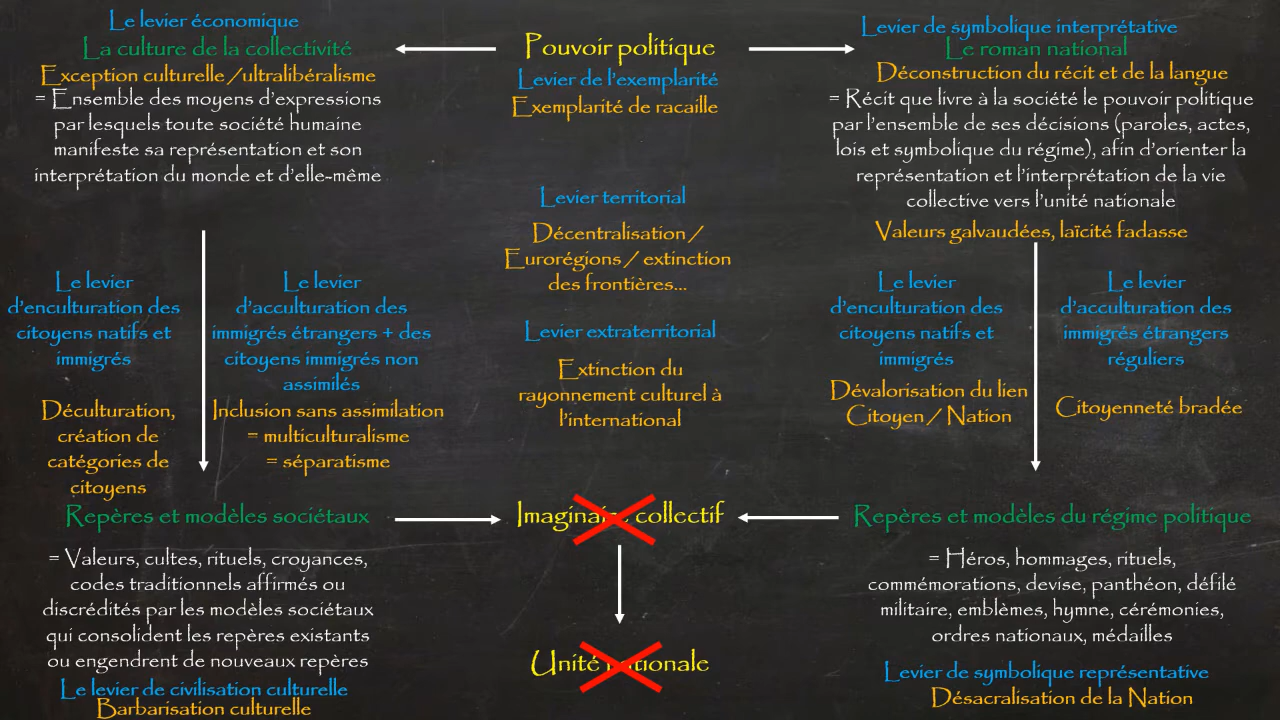 Le levier économique
La culture de la collectivité
Exception culturelle /ultralibéralisme
= Ensemble des moyens d'expressions
par lesquels toute société humaine
manifeste sa représentation et son
interprétation du monde et d'elle-même
Pouvoir politique
Levier de l'exemplarité
Exemplarité de racaille
Levier de symbolique interprétative
Le roman national
Déconstruction du récit et de la langue
= Récit que livre à la société le pouvoir politique
par l'ensemble de ses décisions (paroles, actes,
lois et symbolique du régime), afin d'orienter la
représentation et l'interprétation de la vie
collective vers l'unité nationale
Valeurs galvaudées, laïcité fadasse
Levier territorial
Décentralisation /
Eurorégions / extinction
des frontières...
Levier extraterritorial
Extinction du
rayonnement culturel à
l'international
Le levier
d'enculturation des
citoyens natifs et
immigrés
Déculturation,
création de
catégories de
citoyens
Le levier
d'acculturation des
immigrés étrangers + des
citoyens immigrés non
assimilés
Inclusion sans assimilation
= multiculturalisme
= séparatisme
Le levier
d'enculturation des
citoyens natifs et
immigrés
Dévalorisation du lien
Citoyen / Nation
Le levier
d'acculturation des
immigrés étrangers
réguliers
Citoyenneté bradée
Repères et modèles sociétaux
= Valeurs, cultes, rituels, croyances,
codes traditionnels affirmés ou
discrédités par les modèles sociétaux
qui consolident les repères existants
ou engendrent de nouveaux repères
Le levier de civilisation culturelle
Barbarisation culturelle
Imaginaire collectif
Unité nationale
Repères et modèles du régime politique
= Héros, hommages, rituels,
commémorations, devise, panthéon, défilé
militaire, emblèmes, hymne, cérémonies,
ordres nationaux, médailles
Levier de symbolique représentative
Désacralisation de la Nation